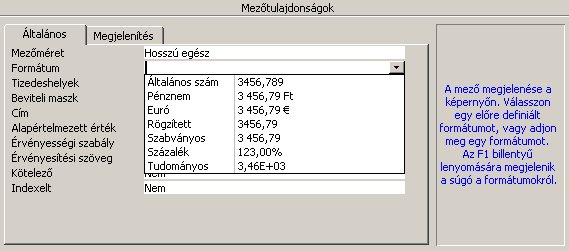 Mezőtulajdonságok
Általános Megjelenítés
Mezőméret Hosszú egész
Formátum
Tizedeshelyek
Beviteli maszk
Cím
Alapértelmezett érték
Érvényességi szabály
Érvényesítési szöveg
Kötelező Nem
Indexelt Nem
Általános szám 3456,789
Pénznem 3 456,79 Ft
Euró 3 456,79 €
Rögzített 3456,79
Szabványos 3 456,79
Százalék 123,00%
Tudományos 3,46E+03
A mező megjelenése a
képernyőn. Válasszon
egy előre definiált
formátumot, vagy adjon
meg egy formátumot.
Az F1 billentyű
lenyomására megjelenik
a súgó a formátumokról.